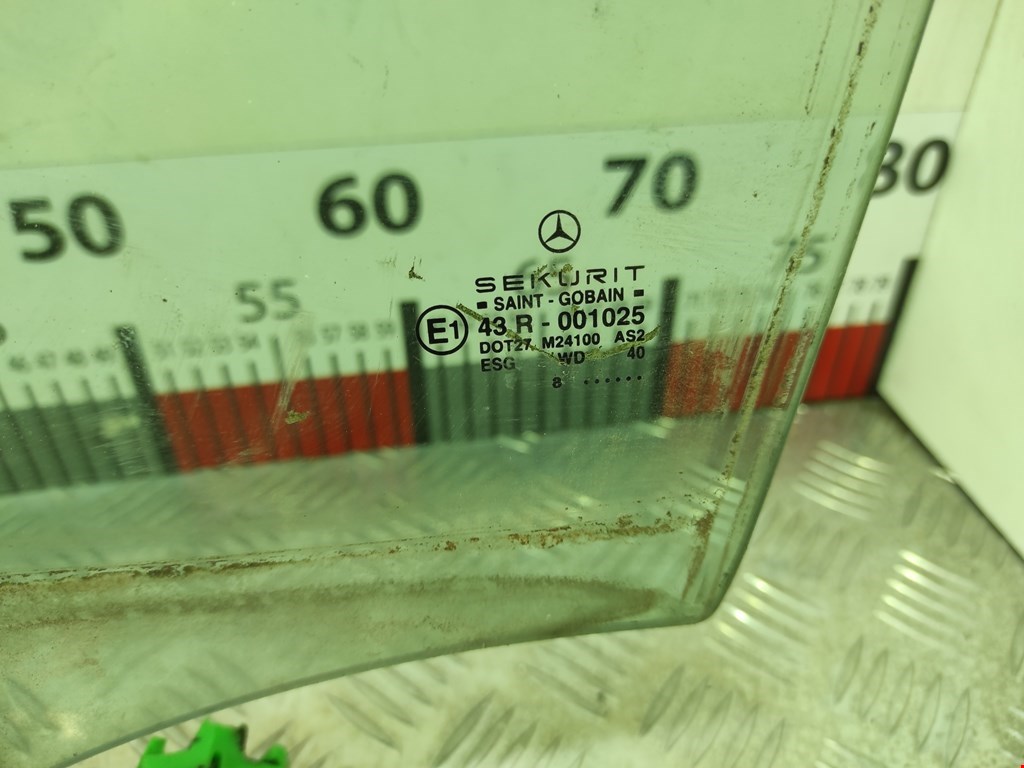 50 60 70 80
55 65 75
SEKURIT
SAINT - GOBAIN
E1 43 R - 001025
DOT27 M24100 AS2
ESG WD 40
8 ......